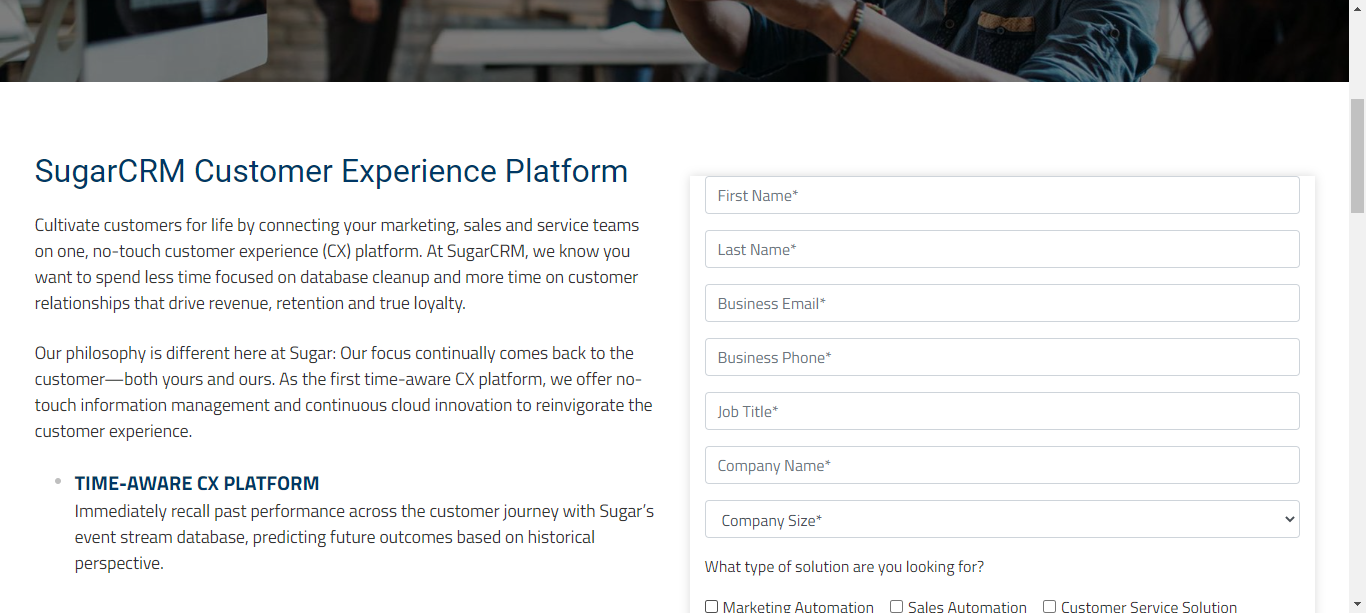 SugarCRM Customer Experience Platform
Cultivate customers for life by connecting your marketing, sales and service teams
on one, no-touch customer experience (CX) platform. At SugarCRM, we know you
want to spend less time focused on database cleanup and more time on customer
relationships that drive revenue, retention and true loyalty.
Our philosophy is different here at Sugar: Our focus continually comes back to the
customer—both yours and ours. As the first time-aware CX platform, we offer no-
touch information management and continuous cloud innovation to reinvigorate the
customer experience.
TIME-AWARE CX PLATFORM
Immediately recall past performance across the customer journey with Sugar’s
event stream database, predicting future outcomes based on historical
perspective.
First Name*
Last Name*
Business Email*
Business Phone*
Job Title*
Company Name*
Company Size*
What type of solution are you looking for?
Marketing Automation Sales Automation Customer Service Solution